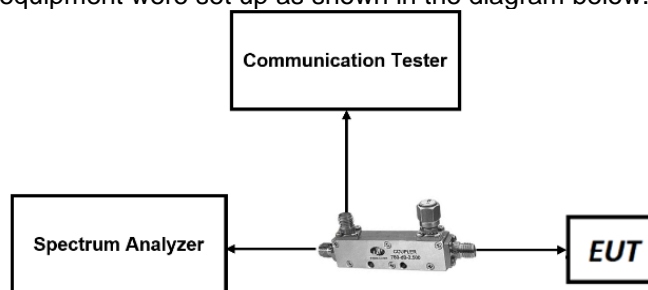 equipment were set up as shown in the diagram below.
Communication Tester
Spectrum Analyzer
EUT
COUPLER